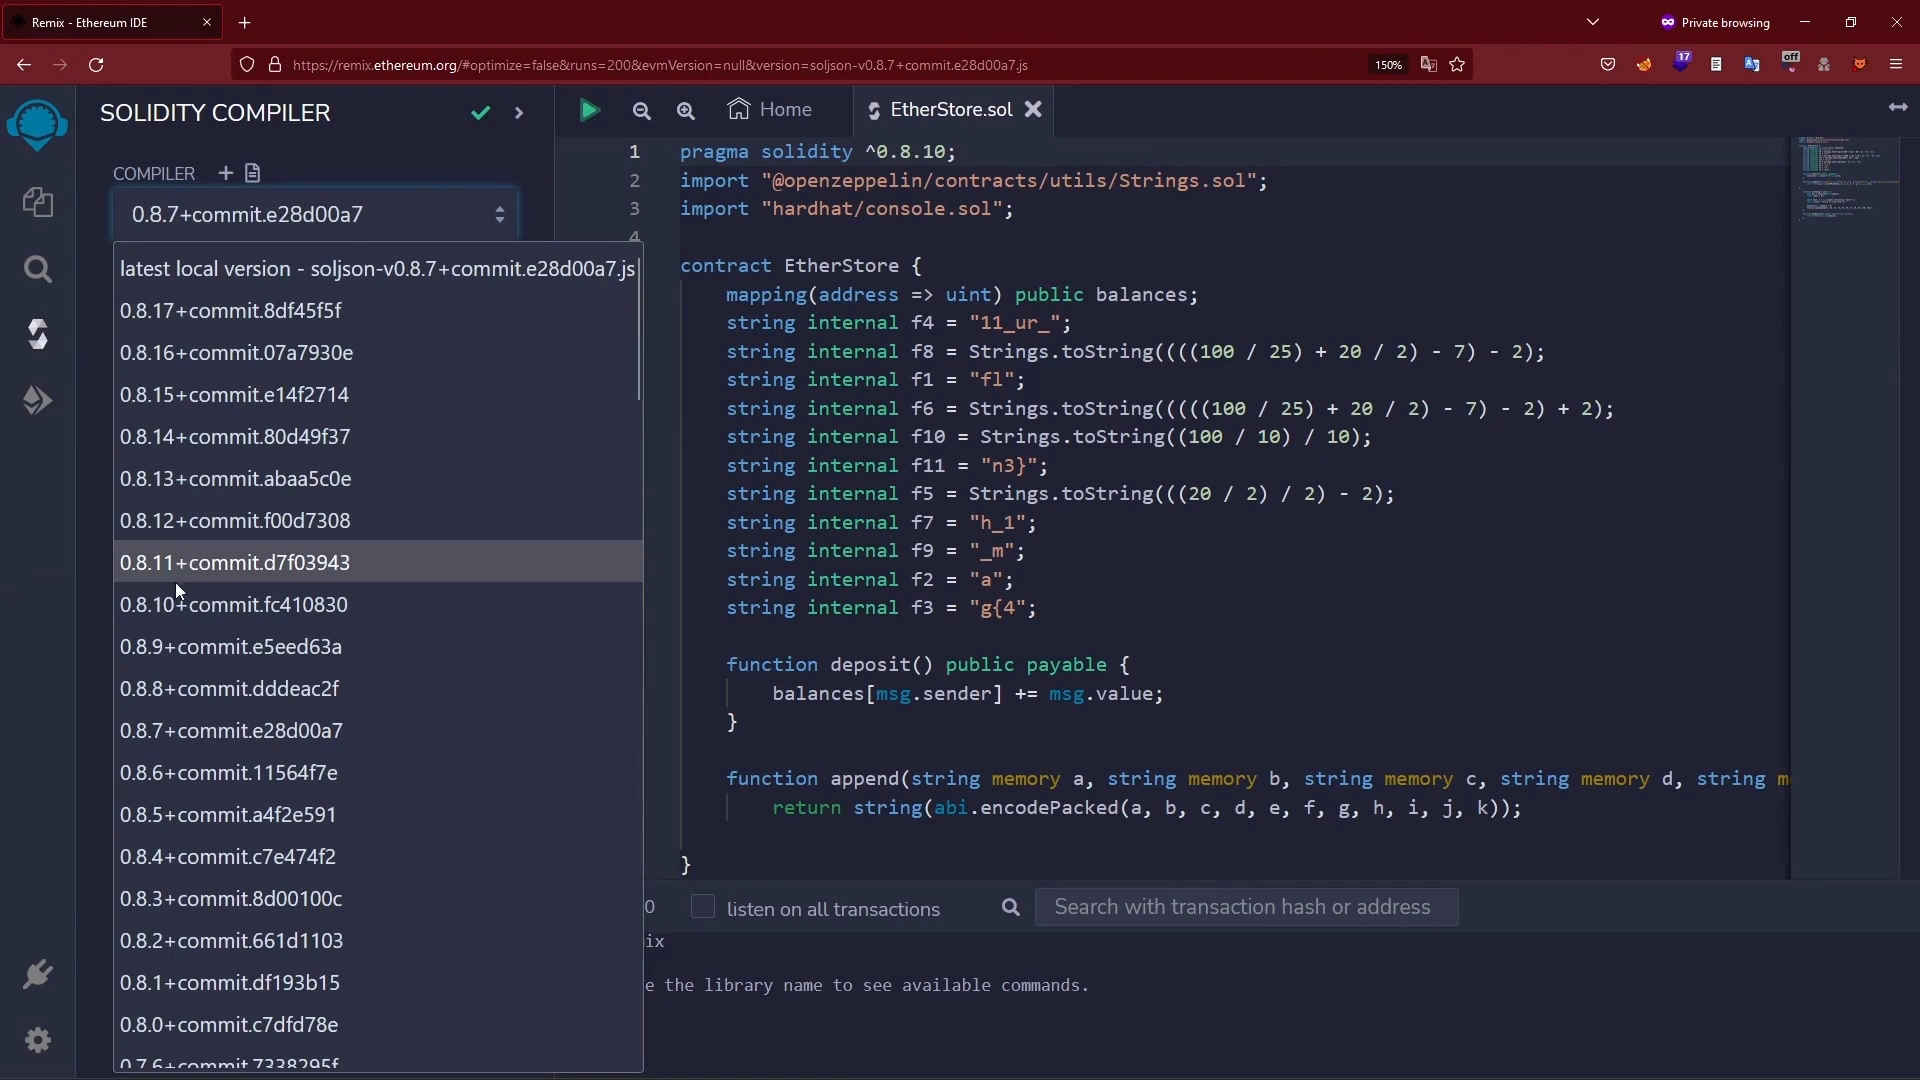 Remix - Ethereum IDE
Private browsing
https://remix.ethereum.org/#optimize=false&runs=200&evmVersion=null&version=soljson-v0.8.7+commit.e28d00a7.js
150%
17
off
SOLIDITY COMPILER
COMPILER
0.8.7+commit.e28d00a7
latest local version - soljson-v0.8.7+commit.e28d00a7.js
0.8.17+commit.8df45f5f
0.8.16+commit.07a7930e
0.8.15+commit.e14f2714
0.8.14+commit.80d49f37
0.8.13+commit.abaa5c0e
0.8.12+commit.f00d7308
0.8.11+commit.d7f03943
0.8.10+commit.fc410830
0.8.9+commit.e5eed63a
0.8.8+commit.dddeac2f
0.8.7+commit.e28d00a7
0.8.6+commit.11564f7e
0.8.5+commit.a4f2e591
0.8.4+commit.c7e474f2
0.8.3+commit.8d00100c
0.8.2+commit.661d1103
0.8.1+commit.df193b15
0.8.0+commit.c7dfd78e
0.7.6+commit.7338295f
Home
EtherStore.sol
1 pragma solidity ^0.8.10;
2 import "@openzeppelin/contracts/utils/Strings.sol";
3 import "hardhat/console.sol";
4
contract EtherStore {
mapping(address => uint) public balances;
string internal f4 = "11_ur_";
string internal f8 = Strings.toString((((100 / 25) + 20 / 2) - 7) - 2);
string internal f1 = "fl";
string internal f6 = Strings.toString(((((100 / 25) + 20 / 2) - 7) - 2) + 2);
string internal f10 = Strings.toString((100 / 10) / 10);
string internal f11 = "n3}";
string internal f5 = Strings.toString(((20 / 2) / 2) - 2);
string internal f7 = "h_1";
string internal f9 = "_m";
string internal f2 = "a";
string internal f3 = "g{4";
function deposit() public payable {
balances[msg.sender] += msg.value;
}
function append(string memory a, string memory b, string memory c, string memory d, string m
return string(abi.encodePacked(a, b, c, d, e, f, g, h, i, j, k));
}
0
listen on all transactions
Search with transaction hash or address
ix
e the library name to see available commands.